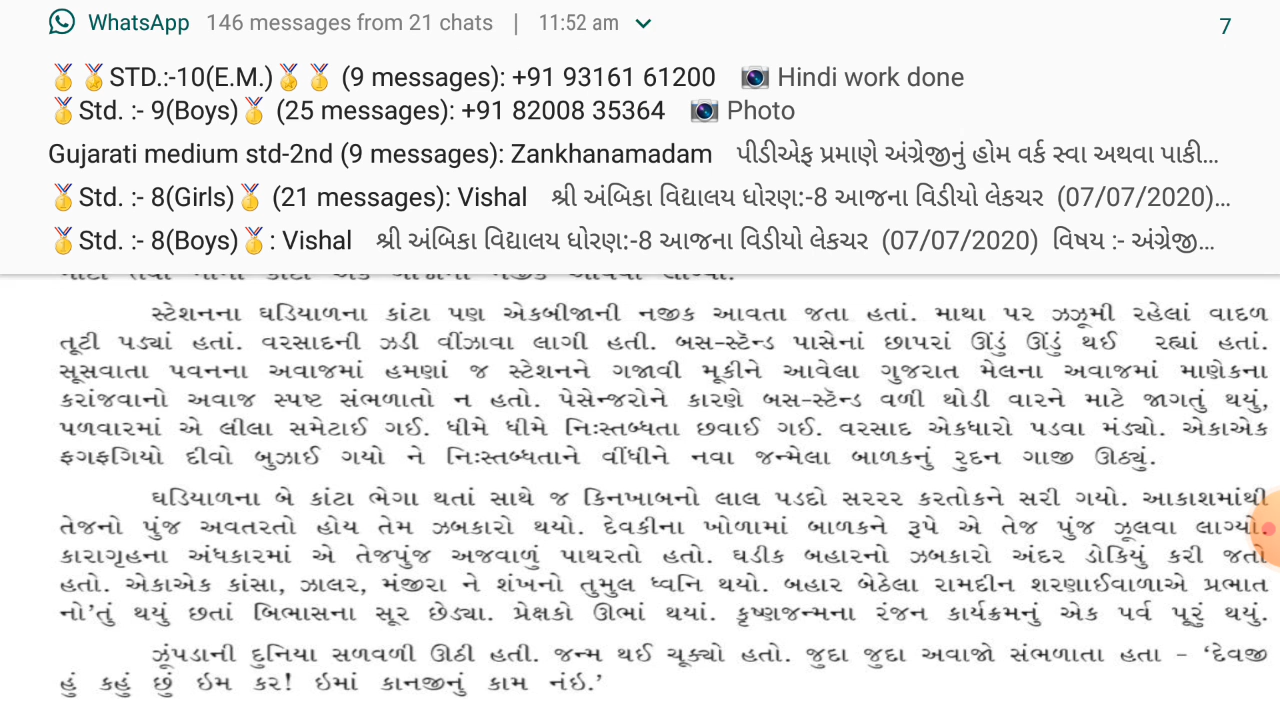 WhatsApp 146 messages from 21 chats | 11:52 am 7
🏅🏅STD.:-10(E.M.)🏅🏅 (9 messages): +91 93161 61200 📷 Hindi work done
🏅Std. :- 9(Boys)🏅 (25 messages): +91 82008 35364 📷 Photo
Gujarati medium std-2nd (9 messages): Zankhanamadam પીડીએફ પ્રમાણે અંગ્રેજીનું હોમ વર્ક સ્વા અથવા પાકી...
🏅Std. :- 8(Girls)🏅 (21 messages): Vishal શ્રી અંબિકા વિદ્યાલય ધોરણ:-8 આજના વિડીયો લેકચર (07/07/2020)...
🏅Std. :- 8(Boys)🏅: Vishal શ્રી અંબિકા વિદ્યાલય ધોરણ:-8 આજના વિડીયો લેકચર (07/07/2020) વિષય :- અંગ્રેજી...
સ્ટેશનના ઘડિયાળના કાંટા પણ એકબીજાની નજીક આવતા જતા હતાં. માથા પર ઝઝૂમી રહેલાં વાદળ
તૂટી પડ્યાં હતાં. વરસાદની ઝડી વીંઝાવા લાગી હતી. બસ-સ્ટૅન્ડ પાસેનાં છાપરાં ઊંડું ઊંડું થઈ રહ્યાં હતાં.
સૂસવાતા પવનના અવાજમાં હમણાં જ સ્ટેશનને ગજાવી મૂકીને આવેલા ગુજરાત મેલના અવાજમાં માણેકના
કરાંજવાનો અવાજ સ્પષ્ટ સંભળાતો ન હતો. પેસેન્જરોને કારણે બસ-સ્ટૅન્ડ વળી થોડી વારને માટે જાગતું થયું,
પળવારમાં એ લીલા સમેટાઈ ગઈ. ધીમે ધીમે નિઃસ્તબ્ધતા છવાઈ ગઈ. વરસાદ એકધારો પડવા મંડ્યો. એકાએક
ફગફગિયો દીવો બુઝાઈ ગયો ને નિઃસ્તબ્ધતાને વીંધીને નવા જન્મેલા બાળકનું રુદન ગાજી ઊઠ્યું.
ઘડિયાળના બે કાંટા ભેગા થતાં સાથે જ કિનખાબનો લાલ પડદો સરરર કરતોકને સરી ગયો. આકાશમાંથી
તેજનો પુંજ અવતરતો હોય તેમ ઝબકારો થયો. દેવકીના ખોળામાં બાળકને રૂપે એ તેજ પુંજ ઝૂલવા લાગ્યો.
કારાગૃહના અંધકારમાં એ તેજપુંજ અજવાળું પાથરતો હતો. ઘડીક બહારનો ઝબકારો અંદર ડોકિયું કરી જતો
હતો. એકાએક કાંસા, ઝાલર, મંજીરા ને શંખનો તુમુલ ધ્વનિ થયો. બહાર બેઠેલા રામદીન શરણાઈવાળાએ પ્રભાત
નો'તું થયું છતાં બિભાસના સૂર છેડ્યા. પ્રેક્ષકો ઊભાં થયાં. કૃષ્ણજન્મના રંજન કાર્યક્રમનું એક પર્વ પૂરું થયું.
ઝૂંપડાની દુનિયા સળવળી ઊઠી હતી. જન્મ થઈ ચૂક્યો હતો. જુદા જુદા અવાજો સંભળાતા હતા – ‘દેવજી
હું કહું છું ઇમ કર! ઇમાં કાનજીનું કામ નંઇ.’